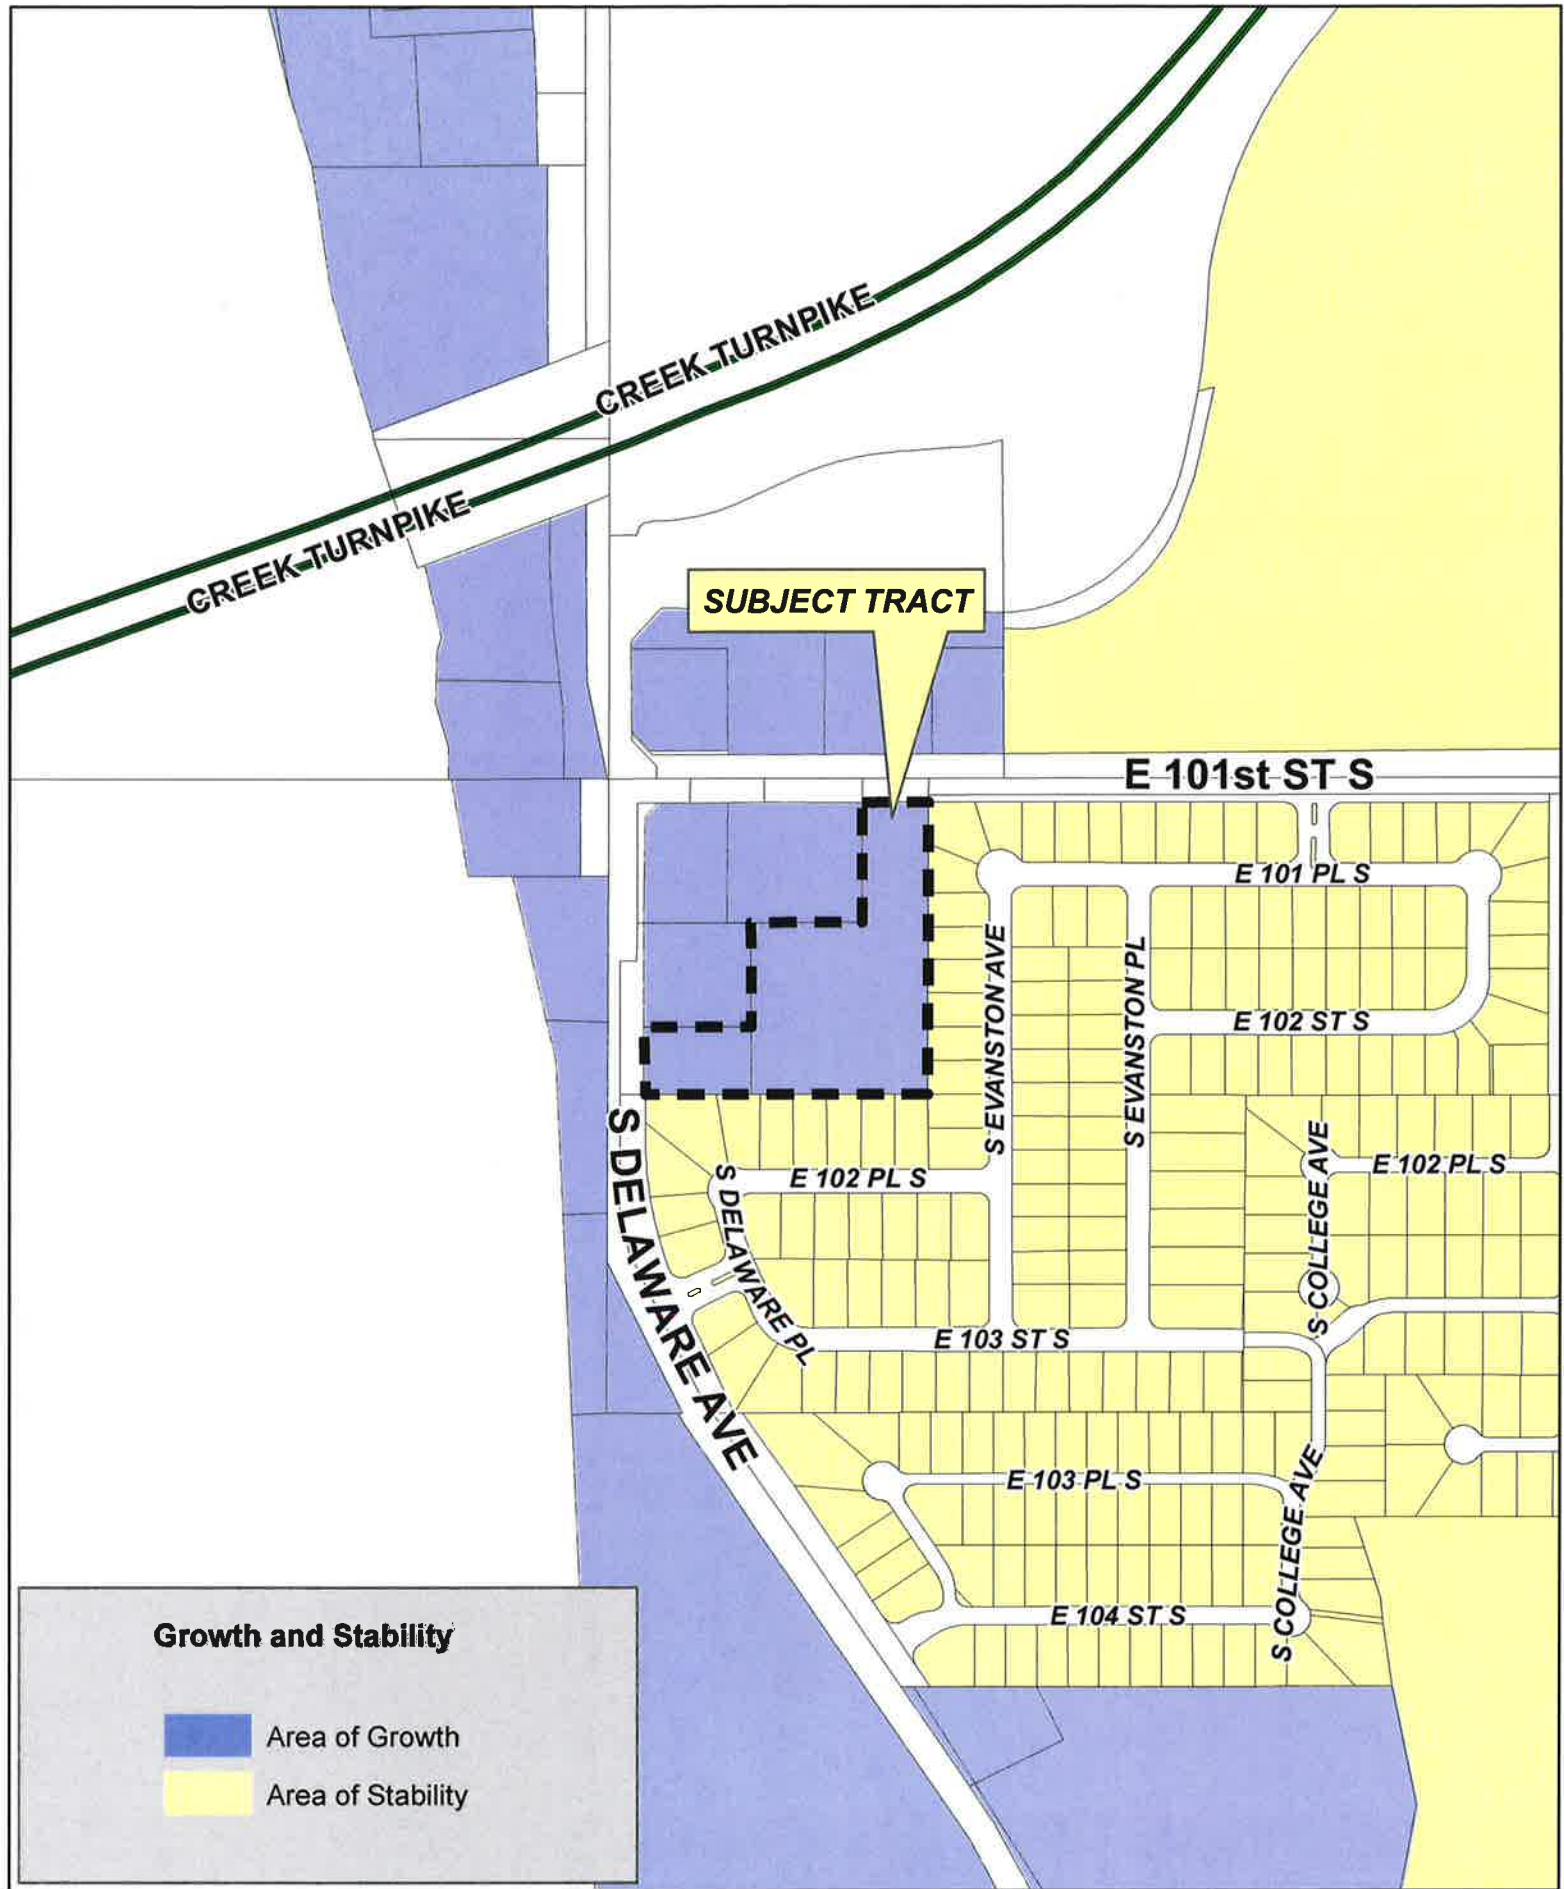 CREEK TURNPIKE
CREEK TURNPIKE
SUBJECT TRACT
E 101st ST S
E 101 PL S
S EVANSTON AVE
S EVANSTON PL
E 102 ST S
S DELAWARE AVE
S DELAWARE PL
E 102 PL S
S COLLEGE AVE
E 102 PL S
E 103 ST S
E 103 PL S
S COLLEGE AVE
E 104 ST S
Growth and Stability
Area of Growth
Area of Stability